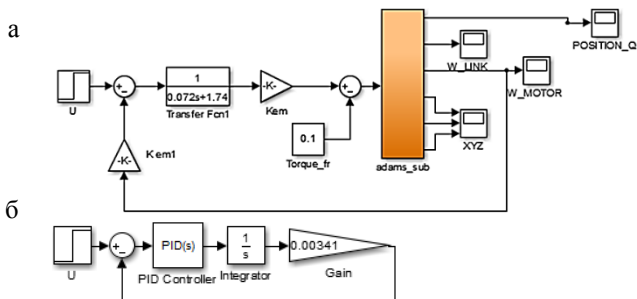 а
POSITION_Q
W_LINK
W_MOTOR
U
+
-
1
0.072s+1.74
Transfer Fcn1
-K-
Kem
+
-
0.1
Torque_fr
adams_sub
XYZ
-K-
Kem1
б
U
+
-
PID(s)
PID Controller
1
s
Integrator
0.00341
Gain